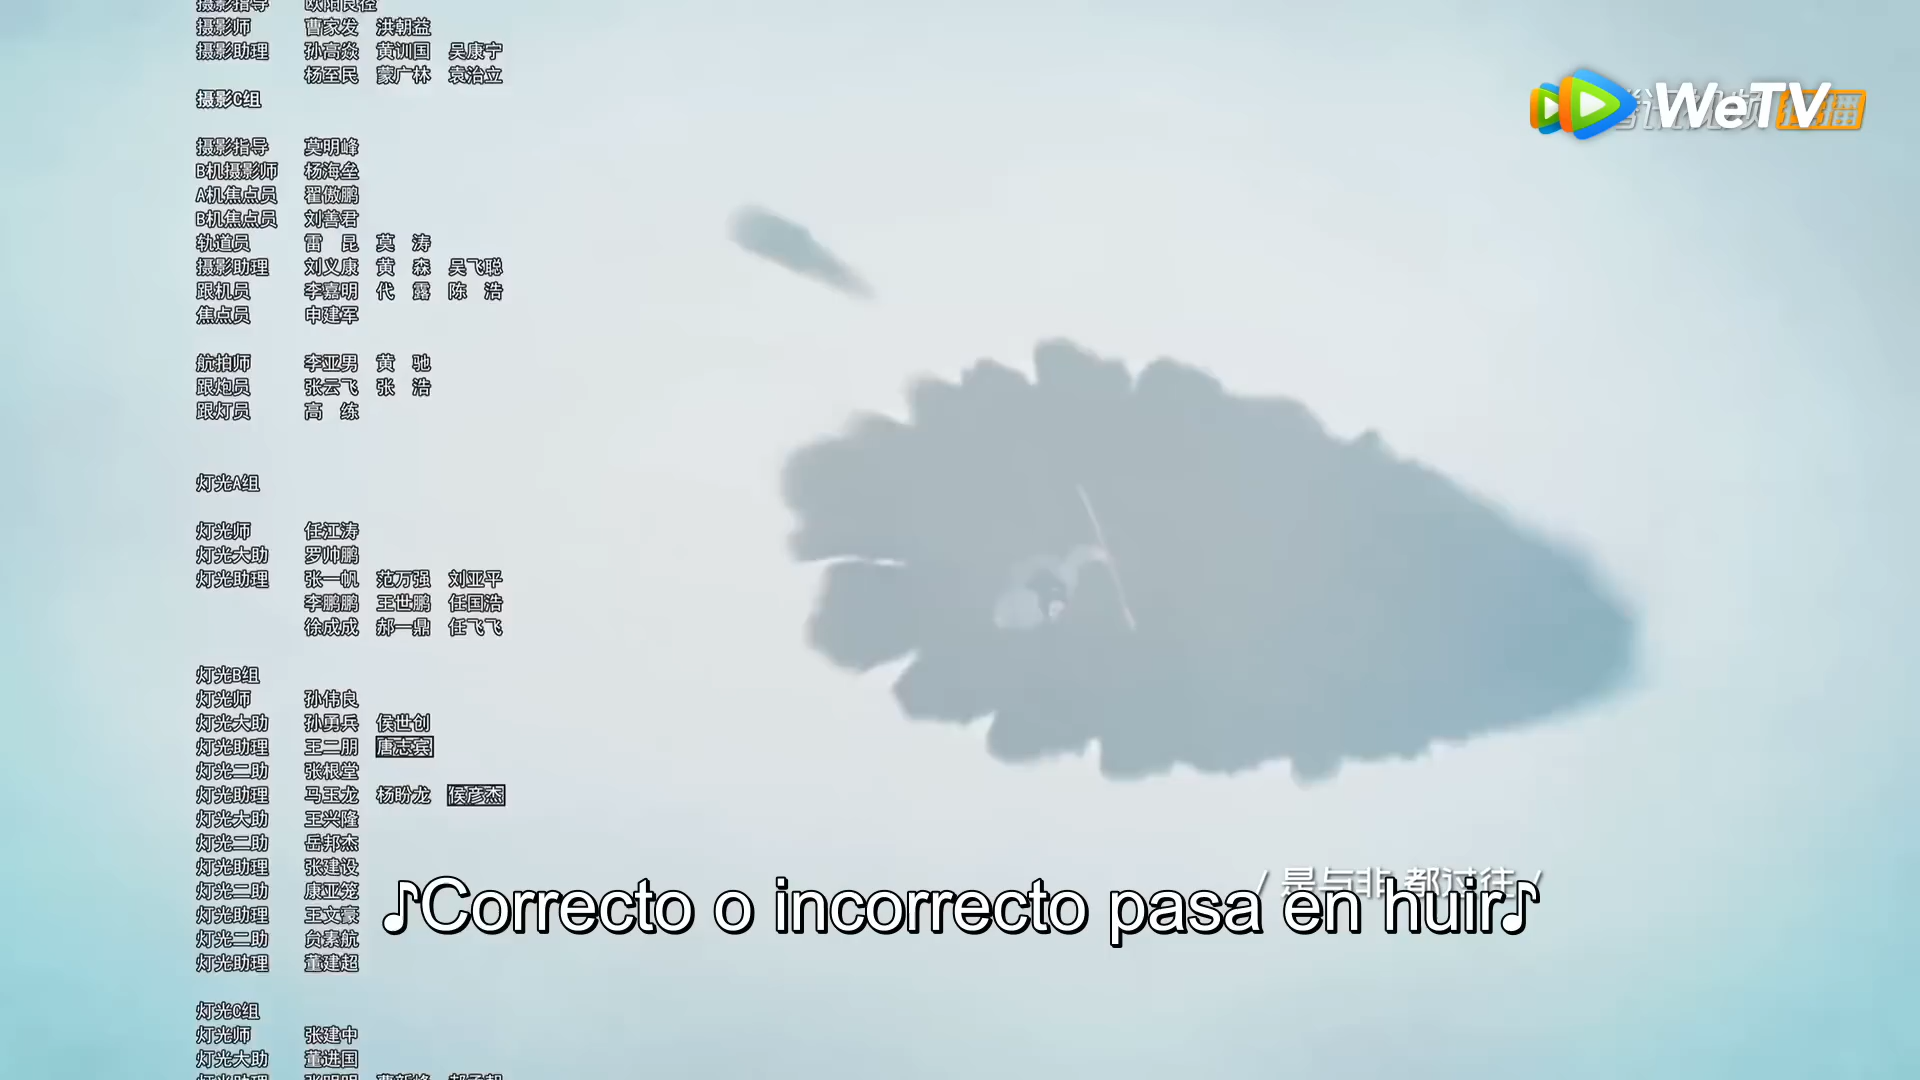 摄影指导 欧阳良径
摄影师 曹家发 洪朝益
摄影助理 孙高焱 黄训国 吴康宁
杨至民 蒙广林 袁治立
摄影C组
摄影指导 莫明峰
B机摄影师 杨海垒
A机焦点员 翟傲鹏
B机焦点员 刘善君
轨道员 雷 昆 莫 涛
摄影助理 刘义康 黄 森 吴飞聪
跟机员 李嘉明 代 露 陈 浩
焦点员 申建军
航拍师 李亚男 黄 驰
跟炮员 张云飞 张 浩
跟灯员 高 练
灯光A组
灯光师 任江涛
灯光大助 罗帅鹏
灯光助理 张一帆 范万强 刘亚平
李鹏鹏 王世鹏 任国浩
徐成成 郝一鼎 任飞飞
灯光B组
灯光师 孙伟良
灯光大助 孙勇兵 侯世创
灯光助理 王二朋 唐志宾
灯光二助 张根堂
灯光助理 马玉龙 杨盼龙 侯彦杰
灯光大助 王兴隆
灯光二助 岳邦杰
灯光助理 张建设
灯光二助 康亚笼
灯光助理 王文豪
灯光二助 贠素航
灯光助理 董建超
灯光C组
灯光师 张建中
灯光大助 董进国
WeTV
/ 是与非 都过往 /
♪Correcto o incorrecto pasa en huir♪